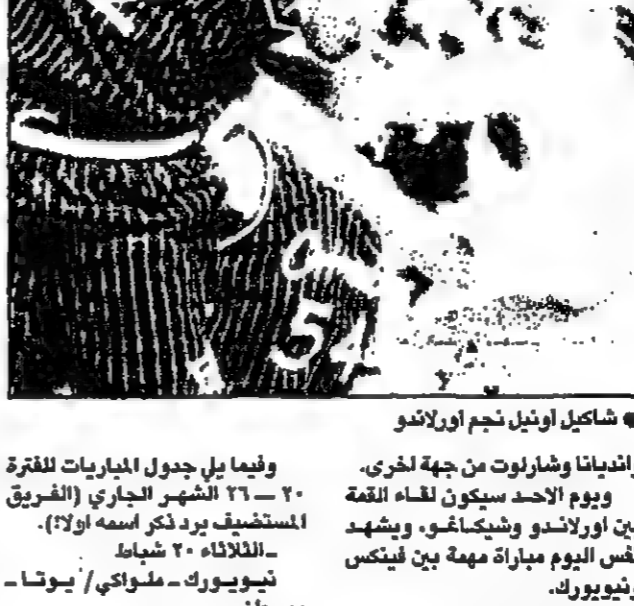 شاكيل أونيل نجم اورلاندو
وانديانا وشارلوت من جهة اخرى.
ويوم الاحد سيكون لقاء القمة
بين اورلاندو وشيكاغو، ويشهد
نفس اليوم مباراة مهمة بين فينكس
ونيويورك.
وفيما يلي جدول المباريات للفترة
٢٠ — ٢٦ الشهر الجاري (الفريق
المستضيف يرد ذكر اسمه اولا!).
ـ الثلاثاء ٢٠ شباط
نيويورك ـ ملواكي/ يوتا ـ